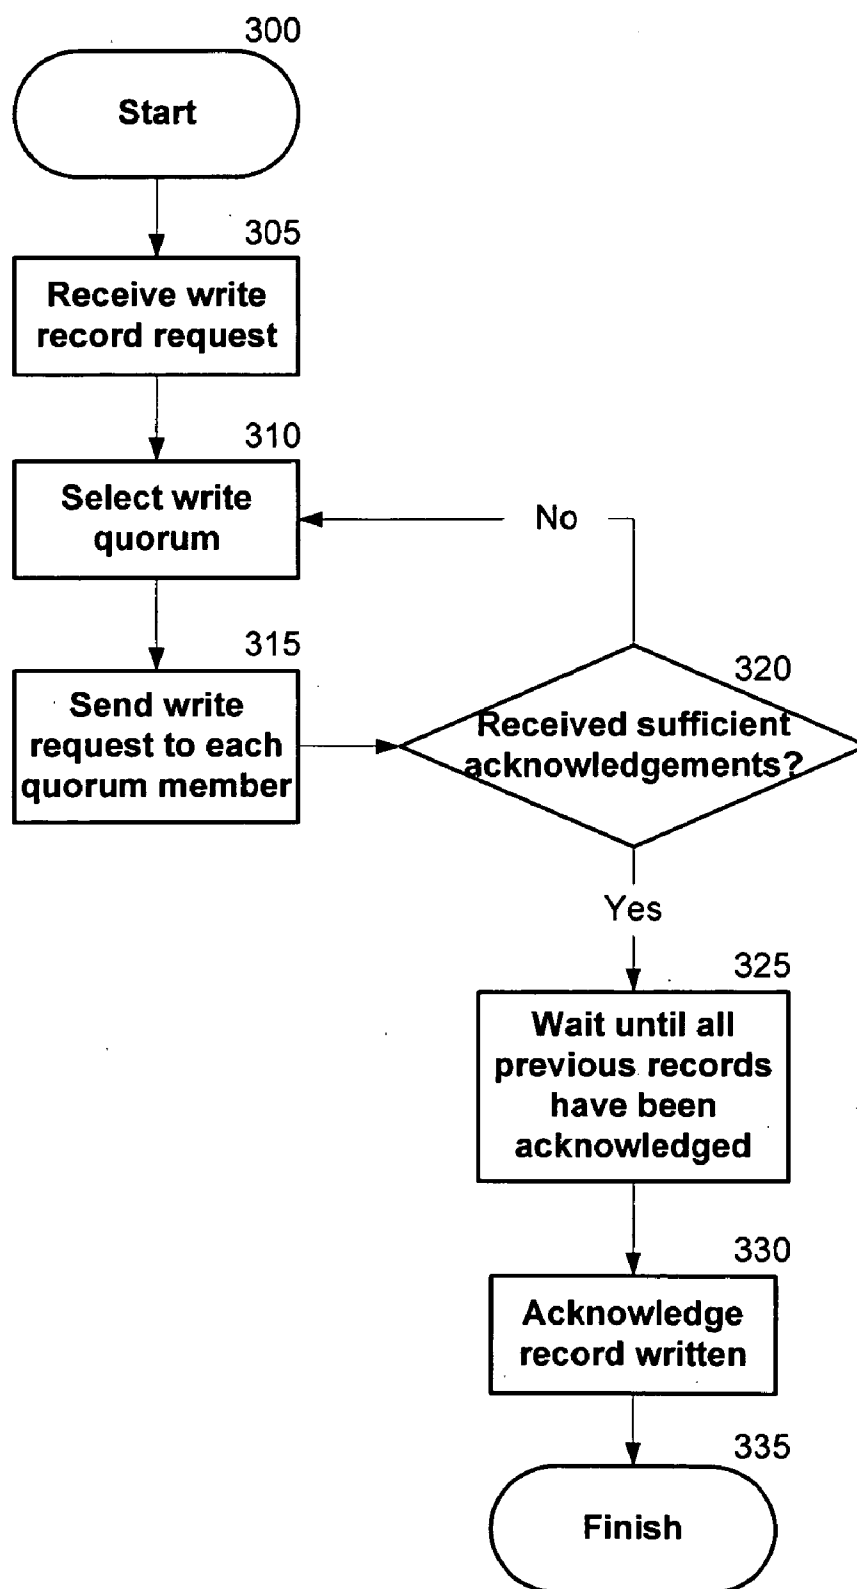 300
Start
305
Receive write
record request
310
Select write
quorum
No
315
Send write
request to each
quorum member
320
Received sufficient
acknowledgements?
Yes
325
Wait until all
previous records
have been
acknowledged
330
Acknowledge
record written
335
Finish